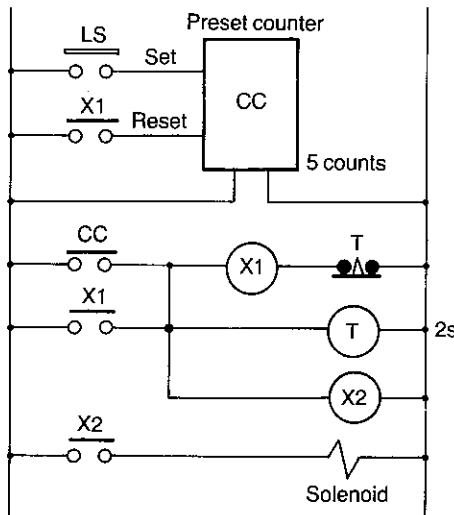 Preset counter
LS
Set
CC
X1
Reset
5 counts
CC
X1
T
X1
T
2s
X2
X2
Solenoid